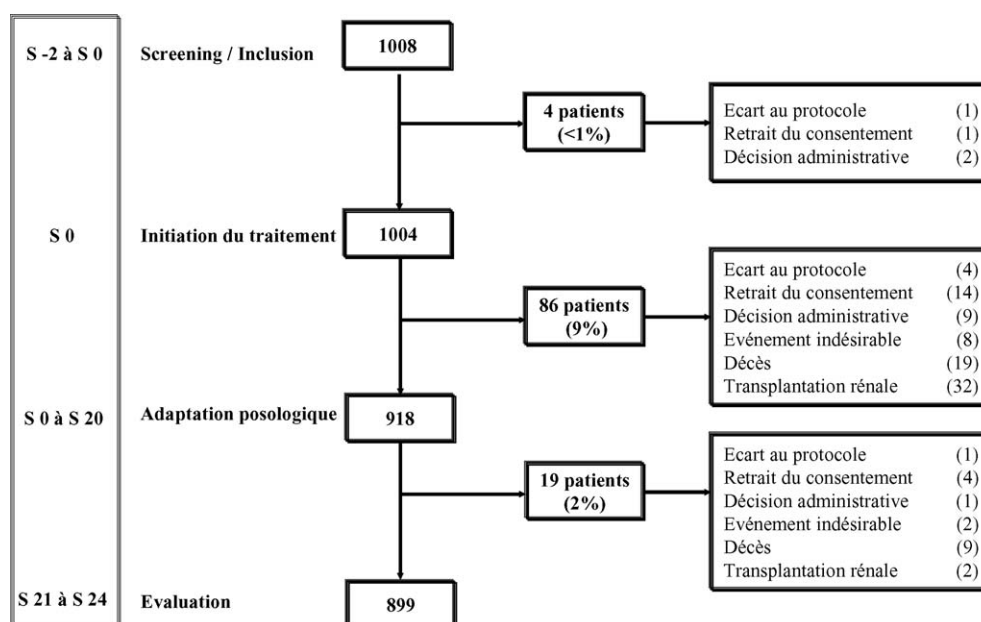 S -2 à S 0
Screening / Inclusion
1008
4 patients
(<1%)
Ecart au protocole (1)
Retrait du consentement (1)
Décision administrative (2)
S 0
Initiation du traitement
1004
86 patients
(9%)
Ecart au protocole (4)
Retrait du consentement (14)
Décision administrative (9)
Evénement indésirable (8)
Décès (19)
Transplantation rénale (32)
S 0 à S 20
Adaptation posologique
918
19 patients
(2%)
Ecart au protocole (1)
Retrait du consentement (4)
Décision administrative (1)
Evénement indésirable (2)
Décès (9)
Transplantation rénale (2)
S 21 à S 24
Evaluation
899